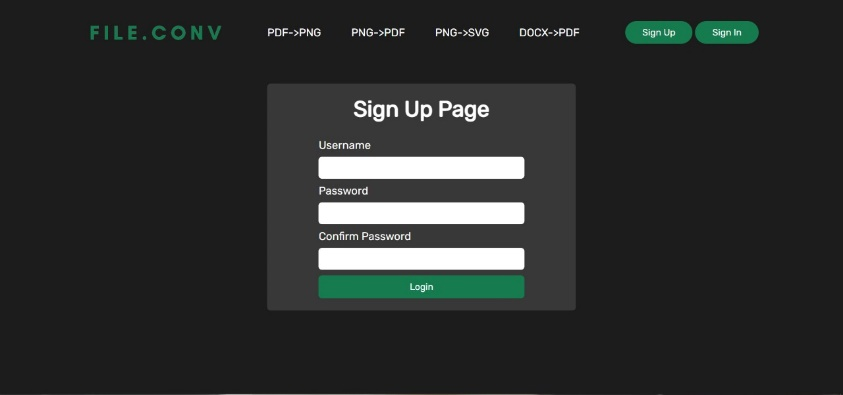 FILE.CONV PDF->PNG PNG->PDF PNG->SVG DOCX->PDF Sign Up Sign In
Sign Up Page
Username
Password
Confirm Password
Login